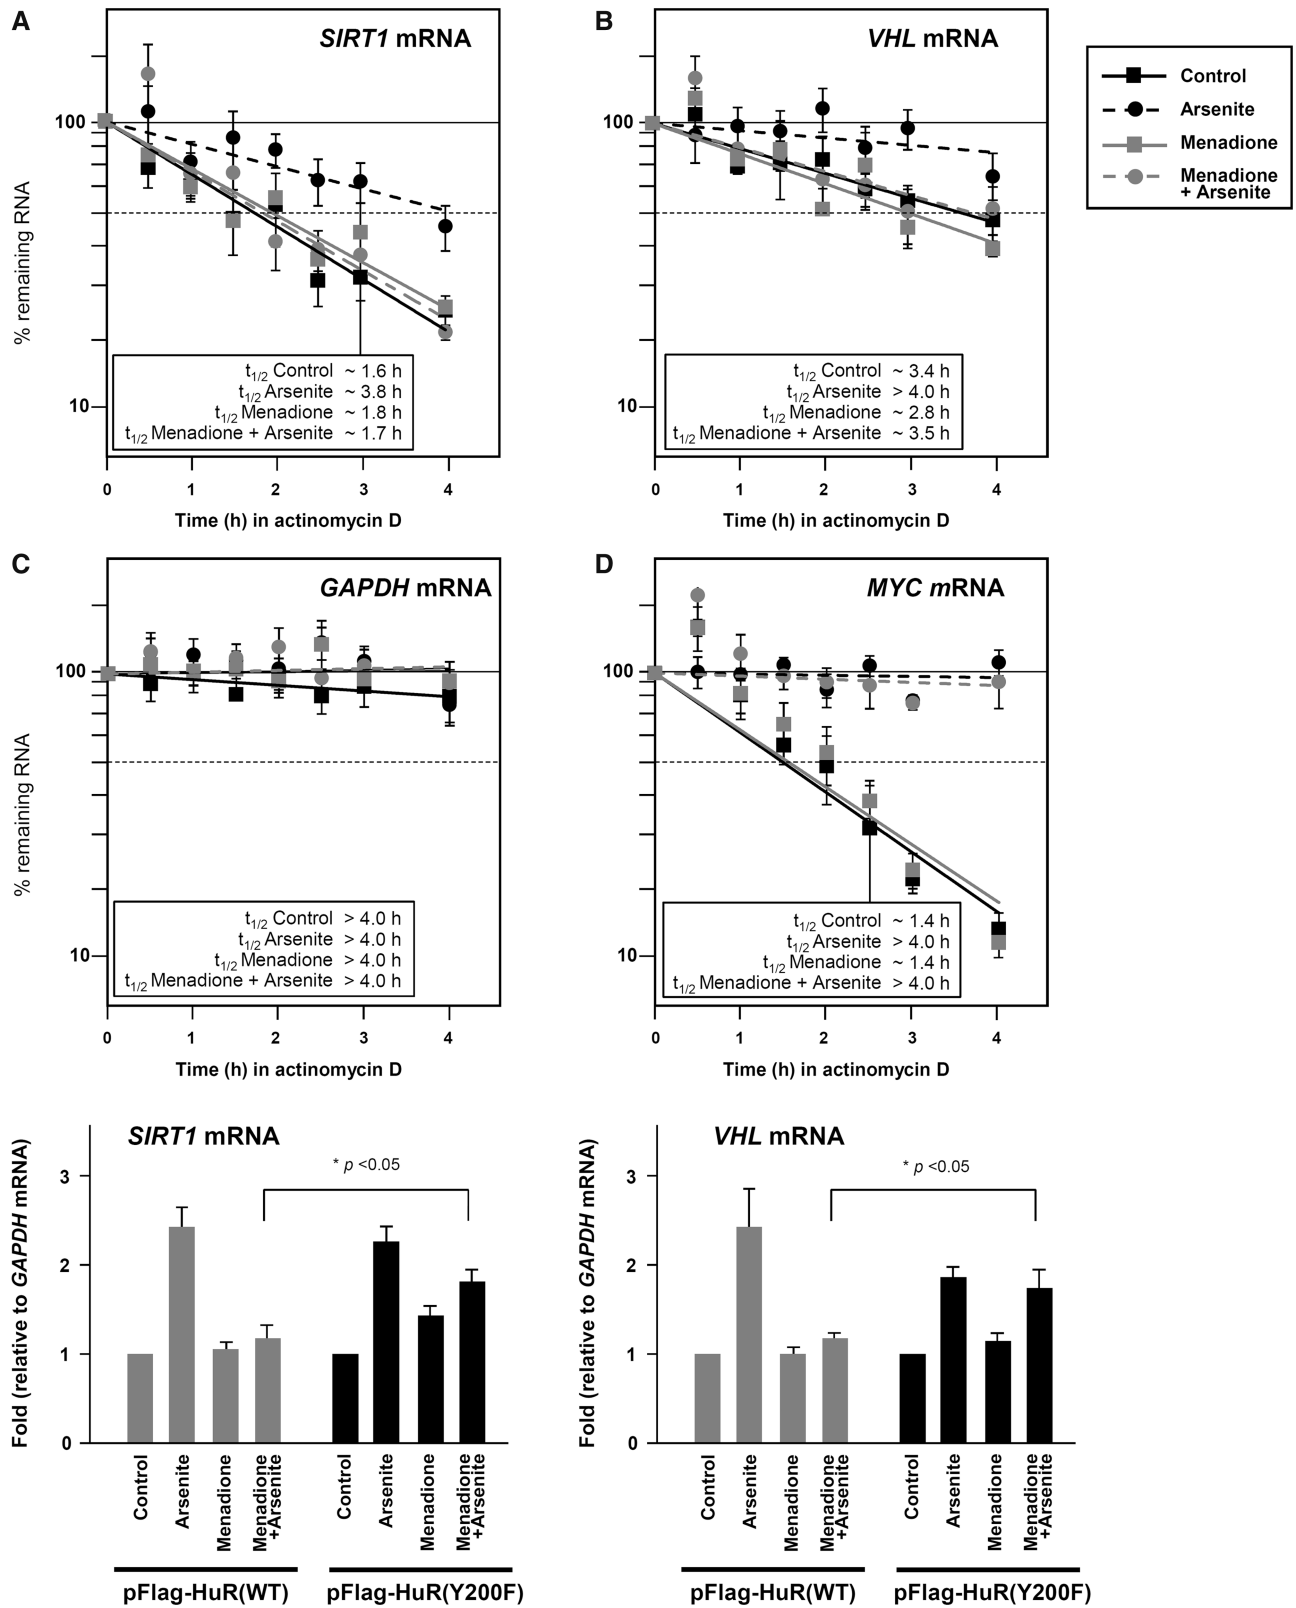 A
SIRT1 mRNA
100
10
% remaining RNA
t1/2 Control ~ 1.6 h
t1/2 Arsenite ~ 3.8 h
t1/2 Menadione ~ 1.8 h
t1/2 Menadione + Arsenite ~ 1.7 h
0 1 2 3 4
Time (h) in actinomycin D
B
VHL mRNA
100
10
t1/2 Control ~ 3.4 h
t1/2 Arsenite > 4.0 h
t1/2 Menadione ~ 2.8 h
t1/2 Menadione + Arsenite ~ 3.5 h
0 1 2 3 4
Time (h) in actinomycin D
Control
Arsenite
Menadione
Menadione
+ Arsenite
C
GAPDH mRNA
100
10
% remaining RNA
t1/2 Control > 4.0 h
t1/2 Arsenite > 4.0 h
t1/2 Menadione > 4.0 h
t1/2 Menadione + Arsenite > 4.0 h
0 1 2 3 4
Time (h) in actinomycin D
D
MYC mRNA
100
10
t1/2 Control ~ 1.4 h
t1/2 Arsenite > 4.0 h
t1/2 Menadione ~ 1.4 h
t1/2 Menadione + Arsenite > 4.0 h
0 1 2 3 4
Time (h) in actinomycin D
SIRT1 mRNA
* p <0.05
Fold (relative to GAPDH mRNA)
3
2
1
0
Control
Arsenite
Menadione
Menadione
+Arsenite
Control
Arsenite
Menadione
Menadione
+Arsenite
pFlag-HuR(WT)
pFlag-HuR(Y200F)
VHL mRNA
* p <0.05
Fold (relative to GAPDH mRNA)
3
2
1
0
Control
Arsenite
Menadione
Menadione
+Arsenite
Control
Arsenite
Menadione
Menadione
+Arsenite
pFlag-HuR(WT)
pFlag-HuR(Y200F)